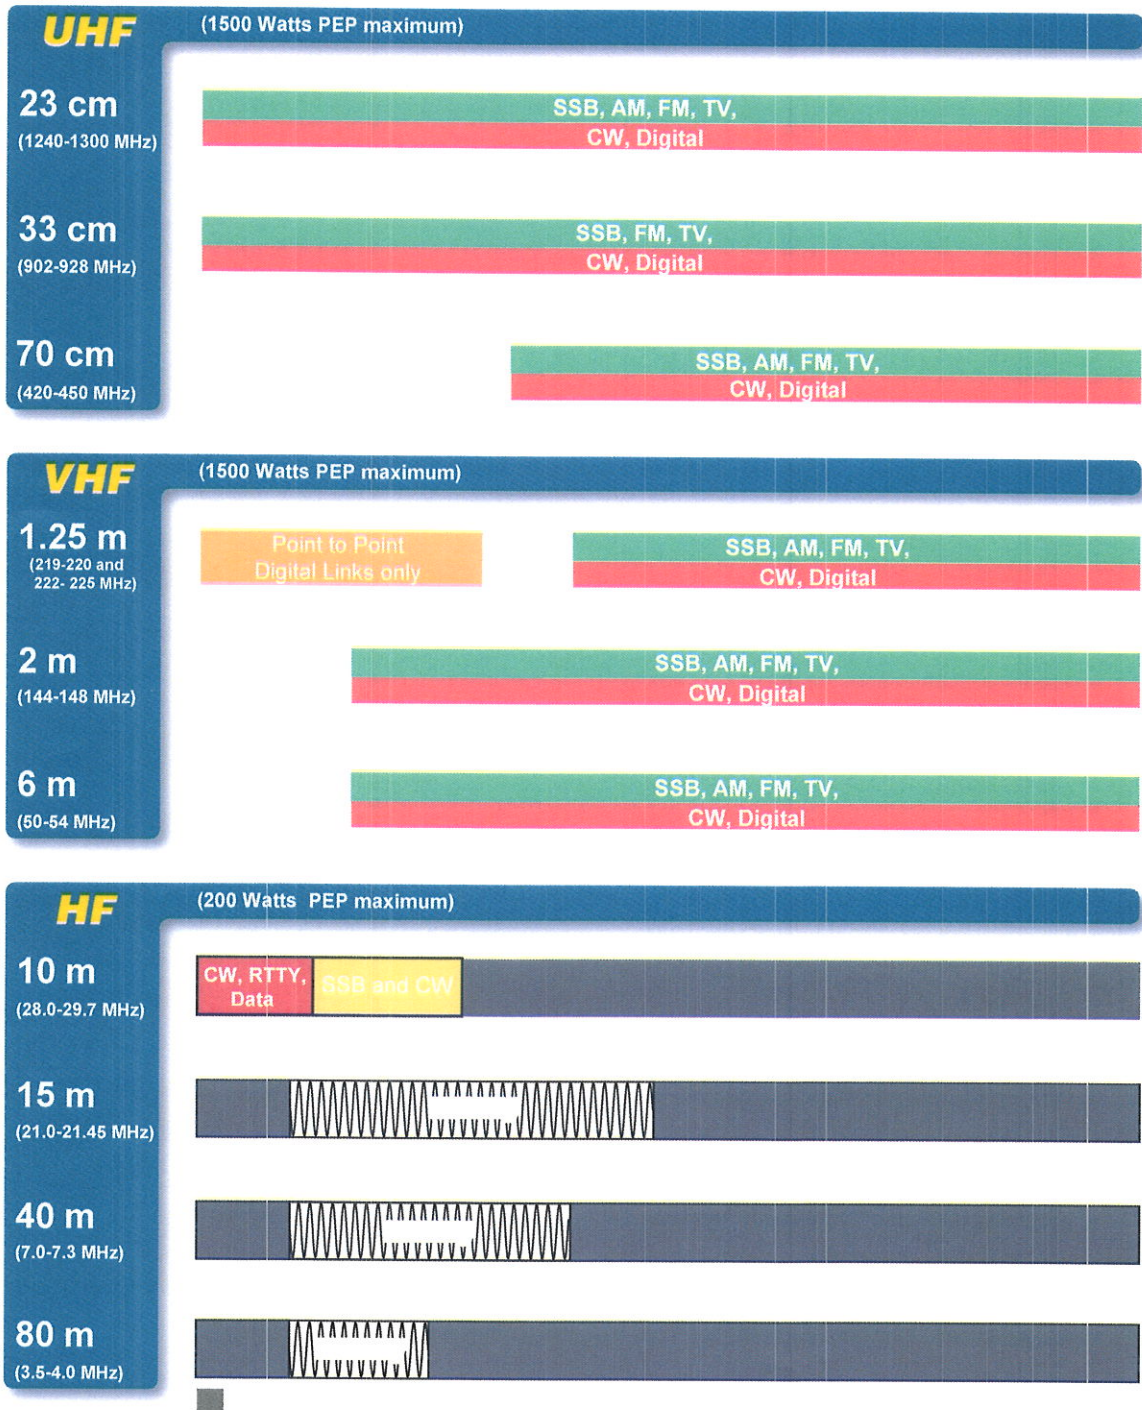 UHF
(1500 Watts PEP maximum)
23 cm
(1240-1300 MHz)
SSB, AM, FM, TV,
CW, Digital
33 cm
(902-928 MHz)
SSB, FM, TV,
CW, Digital
70 cm
(420-450 MHz)
SSB, AM, FM, TV,
CW, Digital
VHF
(1500 Watts PEP maximum)
1.25 m
(219-220 and
222- 225 MHz)
Point to Point
Digital Links only
SSB, AM, FM, TV,
CW, Digital
2 m
(144-148 MHz)
SSB, AM, FM, TV,
CW, Digital
6 m
(50-54 MHz)
SSB, AM, FM, TV,
CW, Digital
HF
(200 Watts PEP maximum)
10 m
(28.0-29.7 MHz)
CW, RTTY,
Data
SSB and CW
15 m
(21.0-21.45 MHz)
40 m
(7.0-7.3 MHz)
80 m
(3.5-4.0 MHz)